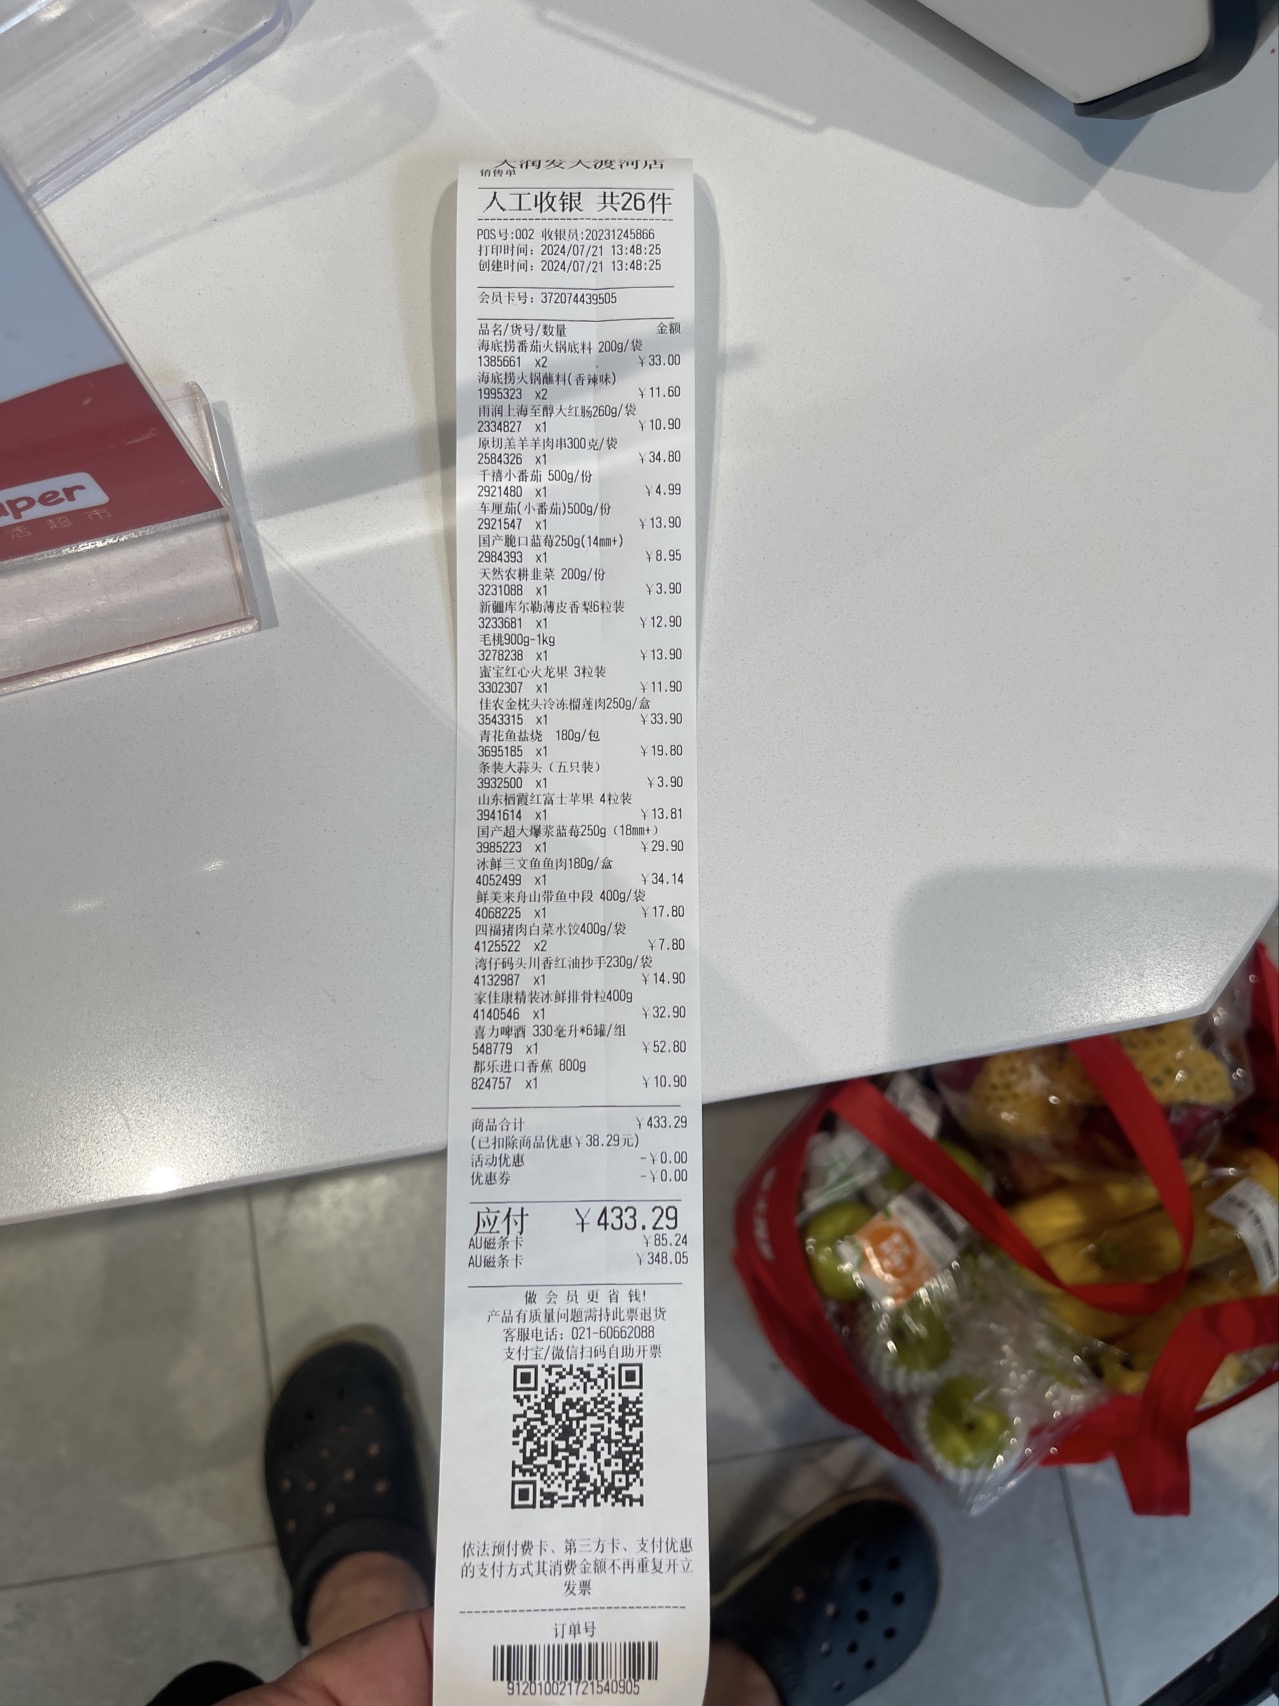 大润发大渡河店
销售单
人工收银 共26件
POS号:002 收银员:20231245866
打印时间: 2024/07/21 13:48:25
创建时间: 2024/07/21 13:48:25
会员卡号: 372074439505
品名/货号/数量 金额
海底捞番茄火锅底料 200g/袋
1385661 x2 ￥33.00
海底捞火锅蘸料(香辣味)
1995323 x2 ￥11.60
雨润上海至醇大红肠260g/袋
2334827 x1 ￥10.90
原切羔羊羊肉串300克/袋
2584326 x1 ￥34.80
千禧小番茄 500g/份
2921480 x1 ￥4.99
车厘茄(小番茄)500g/份
2921547 x1 ￥13.90
国产脆口蓝莓250g(14mm+)
2984393 x1 ￥8.95
天然农耕韭菜 200g/份
3231088 x1 ￥3.90
新疆库尔勒薄皮香梨6粒装
3233681 x1 ￥12.90
毛桃900g-1kg
3278238 x1 ￥13.90
蜜宝红心火龙果 3粒装
3302307 x1 ￥11.90
佳农金枕头冷冻榴莲肉250g/盒
3543315 x1 ￥33.90
青花鱼盐烧 180g/包
3695185 x1 ￥19.80
条装大蒜头（五只装）
3932500 x1 ￥3.90
山东栖霞红富士苹果 4粒装
3941614 x1 ￥13.81
国产超大爆浆蓝莓250g（18mm+）
3985223 x1 ￥29.90
冰鲜三文鱼鱼肉180g/盒
4052499 x1 ￥34.14
鲜美来舟山带鱼中段 400g/袋
4068225 x1 ￥17.80
四福猪肉白菜水饺400g/袋
4125522 x2 ￥7.80
湾仔码头川香红油抄手230g/袋
4132987 x1 ￥14.90
家佳康精装冰鲜排骨粒400g
4140546 x1 ￥32.90
喜力啤酒 330毫升*6罐/组
548779 x1 ￥52.80
都乐进口香蕉 800g
824757 x1 ￥10.90
商品合计 ￥433.29
(已扣除商品优惠￥38.29元)
活动优惠 -￥0.00
优惠券 -￥0.00
应付 ￥433.29
AU磁条卡 ￥85.24
AU磁条卡 ￥348.05
做会员更省钱!
产品有质量问题需持此票退货
客服电话: 021-60662088
支付宝/微信扫码自助开票
依法预付费卡、第三方卡、支付优惠
的支付方式其消费金额不再重复开立
发票
订单号
912010021721540905
uper
活超市